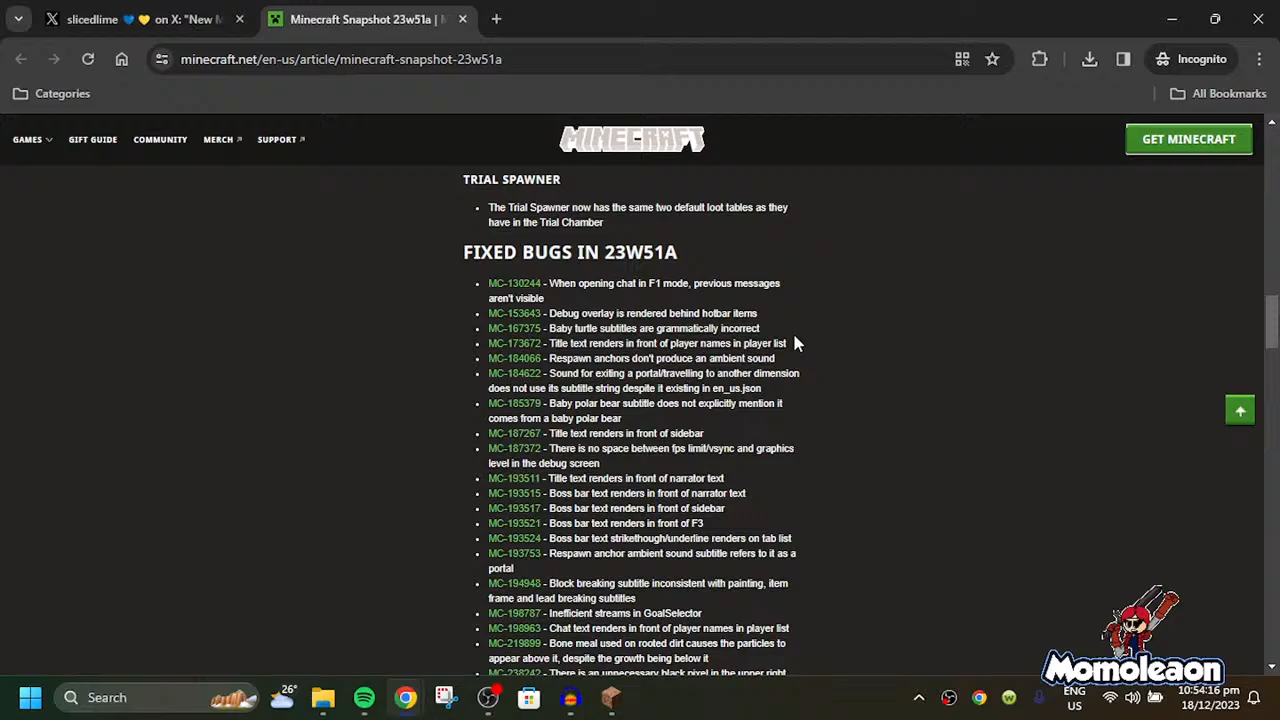 slicedlime 💙 💛 on X: "New M
Minecraft Snapshot 23w51a | M
minecraft.net/en-us/article/minecraft-snapshot-23w51a
Incognito
Categories
All Bookmarks
GAMES
GIFT GUIDE
COMMUNITY
MERCH
SUPPORT
MINECRAFT
GET MINECRAFT
TRIAL SPAWNER
The Trial Spawner now has the same two default loot tables as they
have in the Trial Chamber
FIXED BUGS IN 23W51A
MC-130244 - When opening chat in F1 mode, previous messages
aren't visible
MC-153643 - Debug overlay is rendered behind hotbar items
MC-167375 - Baby turtle subtitles are grammatically incorrect
MC-173672 - Title text renders in front of player names in player list
MC-184066 - Respawn anchors don't produce an ambient sound
MC-184622 - Sound for exiting a portal/travelling to another dimension
does not use its subtitle string despite it existing in en_us.json
MC-185379 - Baby polar bear subtitle does not explicitly mention it
comes from a baby polar bear
MC-187267 - Title text renders in front of sidebar
MC-187372 - There is no space between fps limit/vsync and graphics
level in the debug screen
MC-193511 - Title text renders in front of narrator text
MC-193515 - Boss bar text renders in front of narrator text
MC-193517 - Boss bar text renders in front of sidebar
MC-193521 - Boss bar text renders in front of F3
MC-193524 - Boss bar text strikethough/underline renders on tab list
MC-193753 - Respawn anchor ambient sound subtitle refers to it as a
portal
MC-194948 - Block breaking subtitle inconsistent with painting, item
frame and lead breaking subtitles
MC-198787 - Inefficient streams in GoalSelector
MC-198963 - Chat text renders in front of player names in player list
MC-219899 - Bone meal used on rooted dirt causes the particles to
appear above it, despite the growth being below it
MC-238242 - There is an unnecessary black pixel in the upper right
Momoleaon
Search
26°
ENG
US
10:54:16 pm
18/12/2023